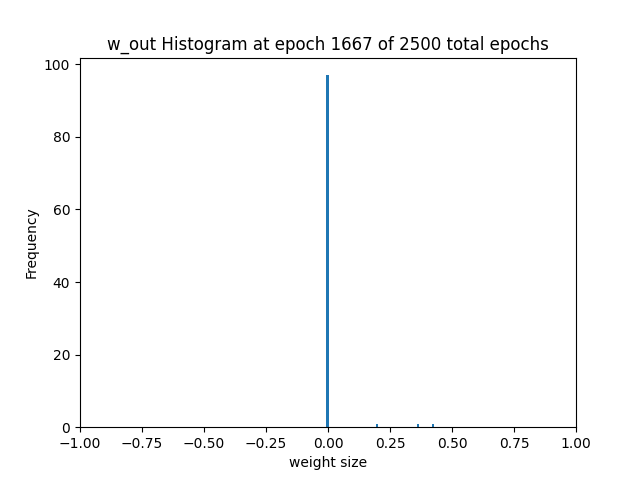 w_out Histogram at epoch 1667 of 2500 total epochs
100
80
60
40
20
0
Frequency
−1.00 −0.75 −0.50 −0.25 0.00 0.25 0.50 0.75 1.00
weight size